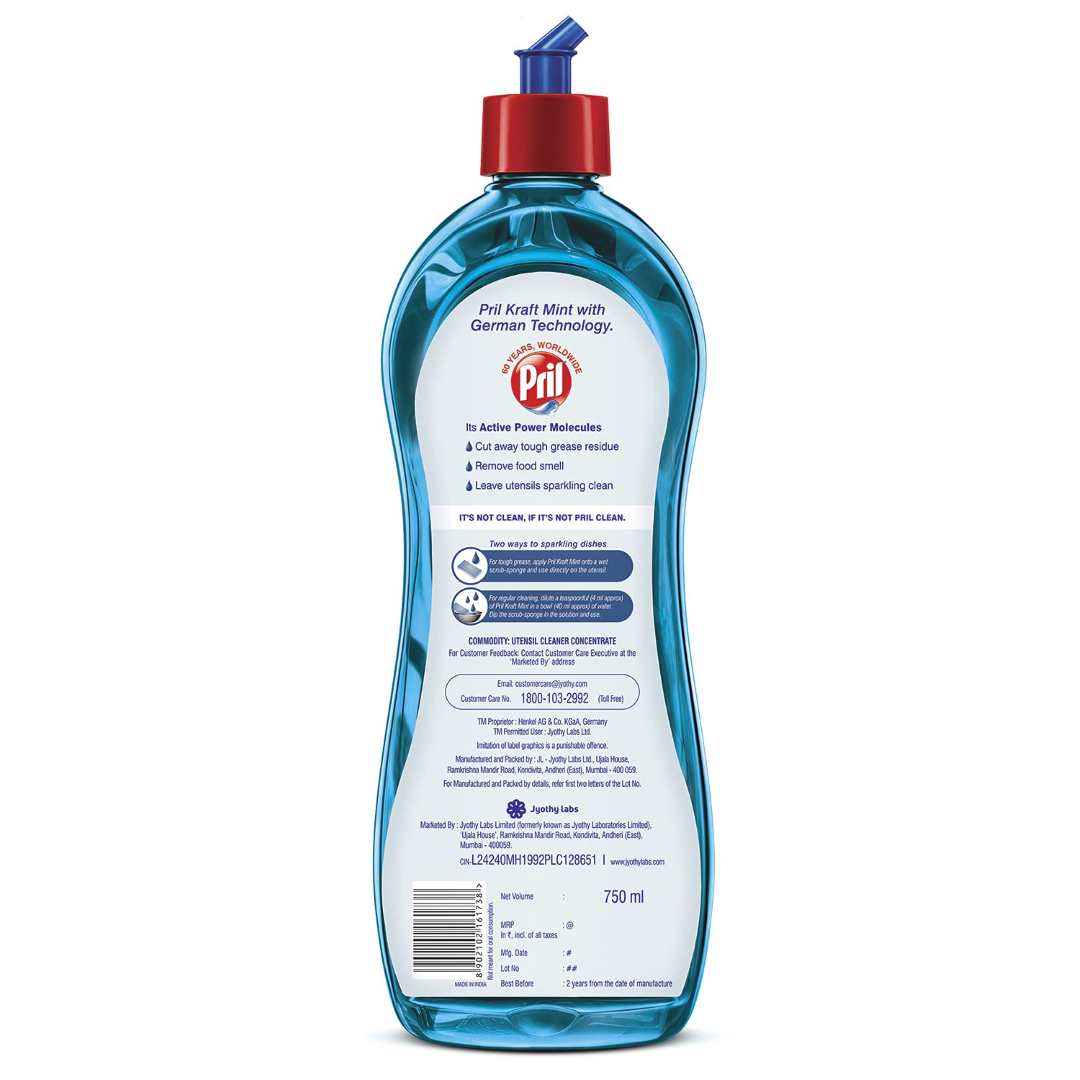 Pril Kraft Mint with
German Technology.
60 YEARS, WORLDWIDE
Pril
Its Active Power Molecules
Cut away tough grease residue
Remove food smell
Leave utensils sparkling clean
IT'S NOT CLEAN, IF IT'S NOT PRIL CLEAN.
Two ways to sparkling dishes
For tough grease, apply Pril Kraft Mint onto a wet
scrub-sponge and use directly on the utensil.
For regular cleaning, dilute a teaspoonful (4 ml approx)
of Pril Kraft Mint in a bowl (40 ml approx) of water.
Dip the scrub-sponge in the solution and use.
COMMODITY: UTENSIL CLEANER CONCENTRATE
For Customer Feedback: Contact Customer Care Executive at the
'Marketed By' address
Email: customercare@jyothy.com
Customer Care No. 1800-103-2992 (Toll Free)
TM Proprietor : Henkel AG & Co. KGaA, Germany
TM Permitted User : Jyothy Labs Ltd.
Imitation of label graphics is a punishable offence.
Manufactured and Packed by : JL - Jyothy Labs Ltd., Ujala House,
Ramkrishna Mandir Road, Kondivita, Andheri (East), Mumbai - 400 059.
For Manufactured and Packed by details, refer first two letters of the Lot No.
Jyothy labs
Marketed By : Jyothy Labs Limited (formerly known as Jyothy Laboratories Limited),
'Ujala House', Ramkrishna Mandir Road, Kondivita, Andheri (East),
Mumbai - 400059.
CIN-L24240MH1992PLC128651 | www.jyothylabs.com
8 902102 161738 >
Not meant for oral consumption.
MADE IN INDIA
Net Volume : 750 ml
MRP : @
In ₹, incl. of all taxes
Mfg. Date : #
Lot No : ##
Best Before : 2 years from the date of manufacture